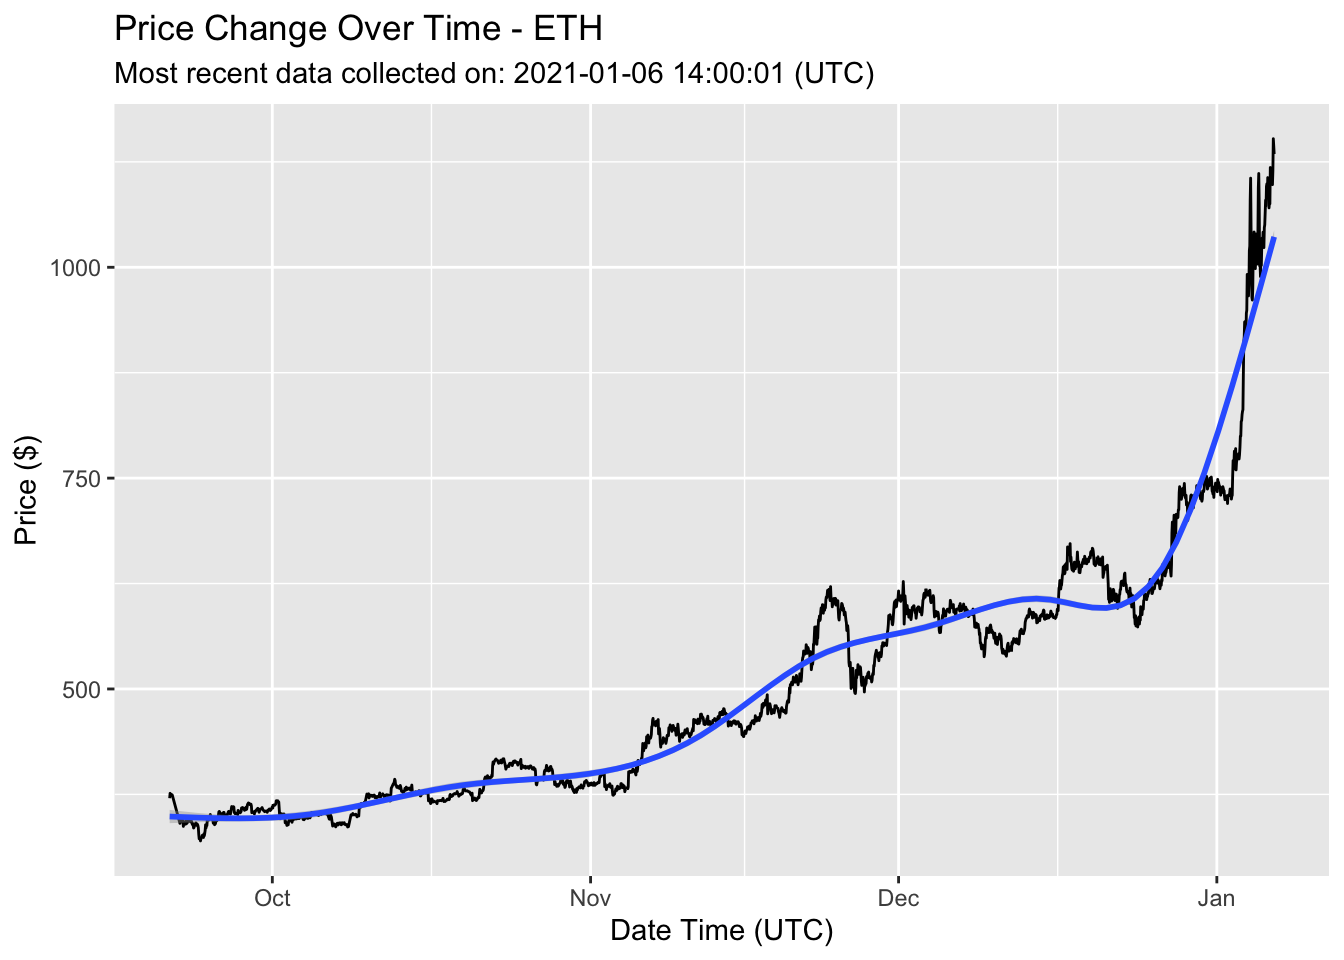 Price Change Over Time - ETH
Most recent data collected on: 2021-01-06 14:00:01 (UTC)
Price ($)
1000
750
500
Oct
Nov
Dec
Jan
Date Time (UTC)